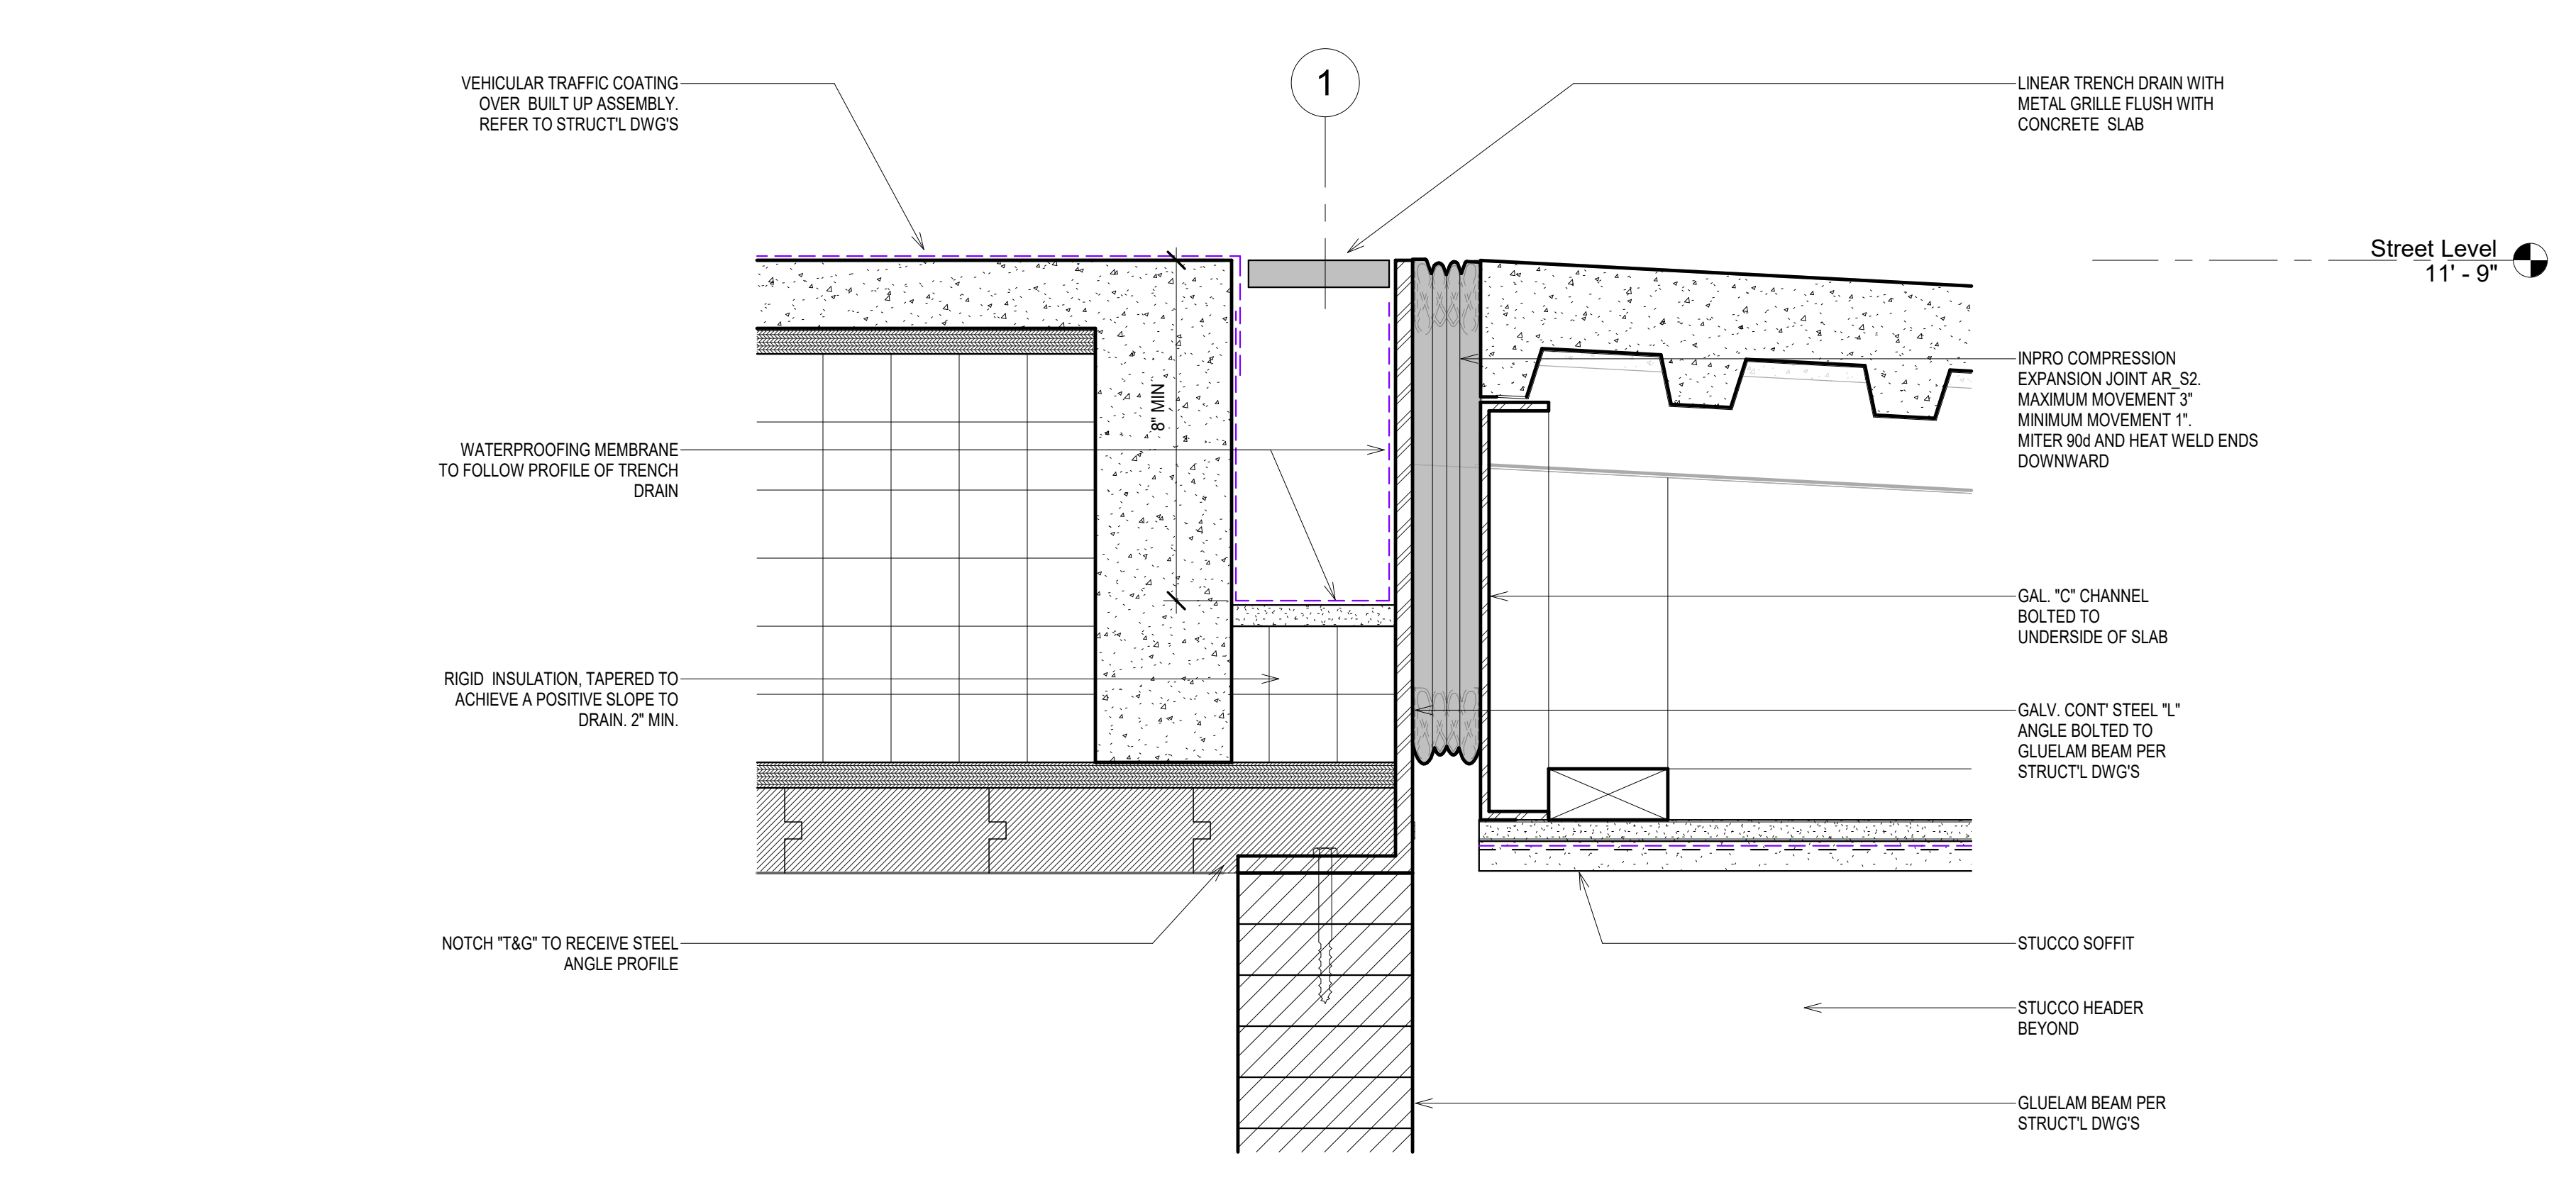 VEHICULAR TRAFFIC COATING
OVER BUILT UP ASSEMBLY.
REFER TO STRUCT'L DWG'S
1
LINEAR TRENCH DRAIN WITH
METAL GRILLE FLUSH WITH
CONCRETE SLAB
Street Level
11' - 9"
INPRO COMPRESSION
EXPANSION JOINT AR_S2.
MAXIMUM MOVEMENT 3"
MINIMUM MOVEMENT 1".
MITER 90d AND HEAT WELD ENDS
DOWNWARD
8" MIN
WATERPROOFING MEMBRANE
TO FOLLOW PROFILE OF TRENCH
DRAIN
GAL. "C" CHANNEL
BOLTED TO
UNDERSIDE OF SLAB
RIGID INSULATION, TAPERED TO
ACHIEVE A POSITIVE SLOPE TO
DRAIN. 2" MIN.
GALV. CONT' STEEL "L"
ANGLE BOLTED TO
GLUELAM BEAM PER
STRUCT'L DWG'S
NOTCH "T&G" TO RECEIVE STEEL
ANGLE PROFILE
STUCCO SOFFIT
STUCCO HEADER
BEYOND
GLUELAM BEAM PER
STRUCT'L DWG'S